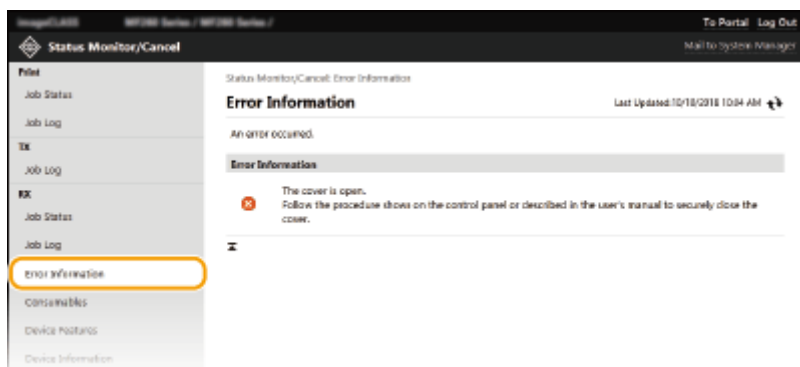 To Portal Log Out
Status Monitor/Cancel
Mail to System Manager
Print
Job Status
Job Log
TX
Job Log
RX
Job Status
Job Log
Error Information
Consumables
Device Features
Device Information
Status Monitor/Cancel: Error Information
Error Information
Last Updated:10/18/2018 10:04 AM
An error occurred.
Error Information
The cover is open.
Follow the procedure shows on the control panel or described in the user's manual to securely close the
cover.